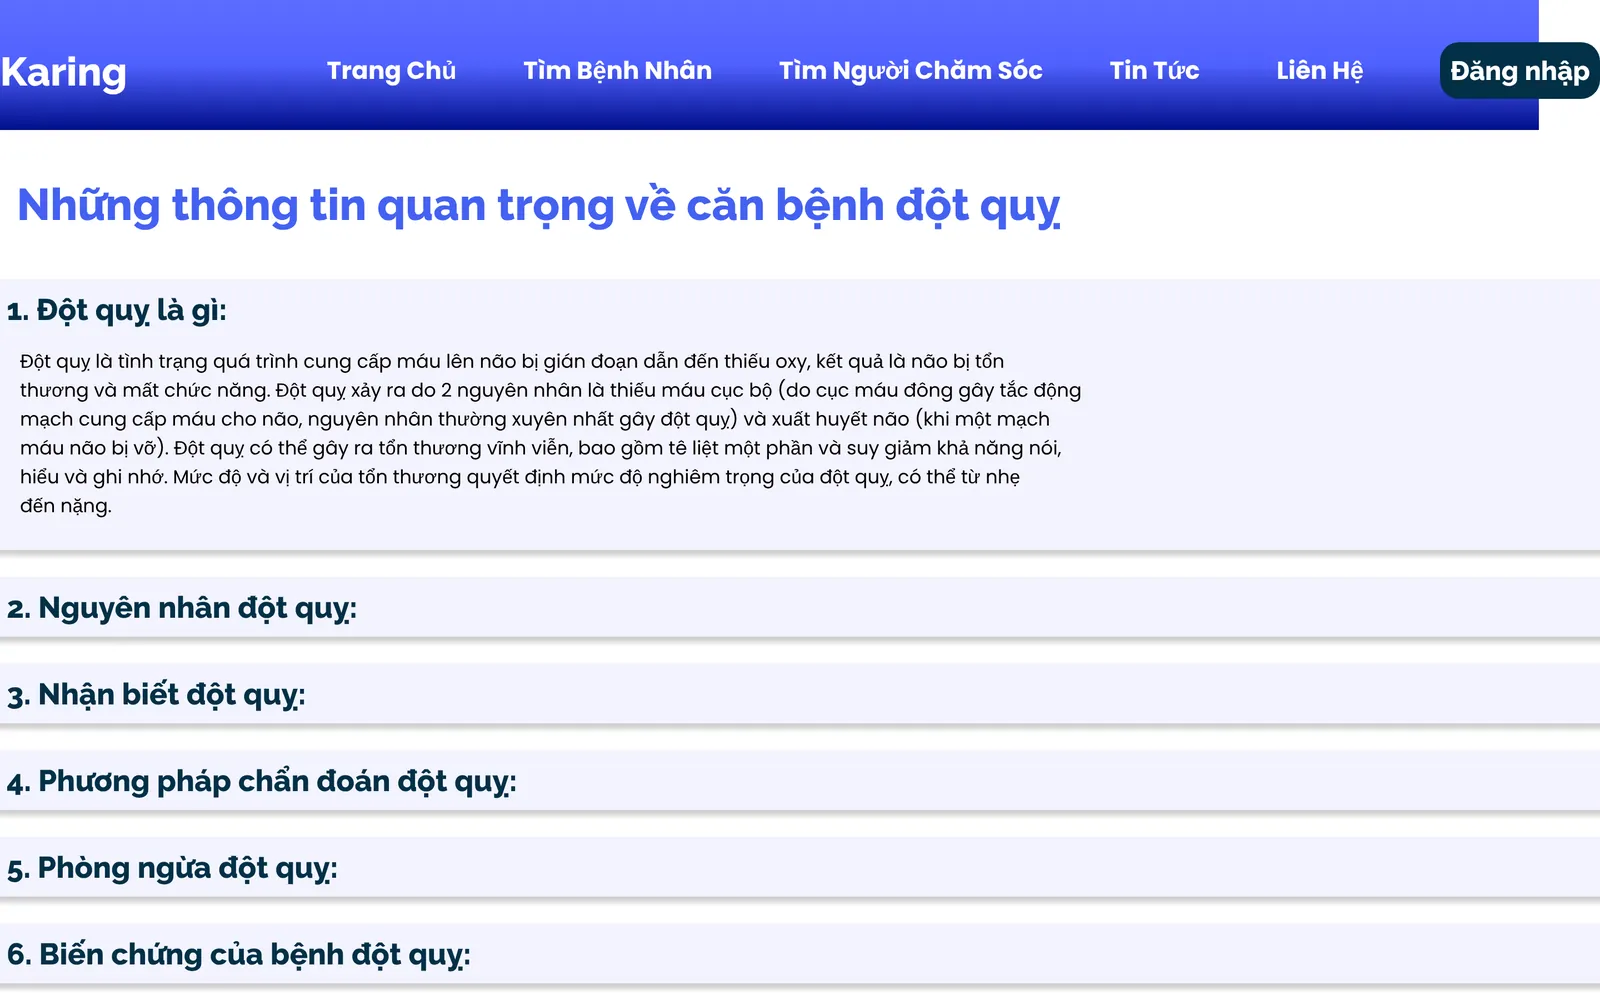 Karing
Trang Chủ
Tìm Bệnh Nhân
Tìm Người Chăm Sóc
Tin Tức
Liên Hệ
Đăng nhập
Những thông tin quan trọng về căn bệnh đột quỵ
1. Đột quỵ là gì:
Đột quỵ là tình trạng quá trình cung cấp máu lên não bị gián đoạn dẫn đến thiếu oxy, kết quả là não bị tổn
thương và mất chức năng. Đột quỵ xảy ra do 2 nguyên nhân là thiếu máu cục bộ (do cục máu đông gây tắc động
mạch cung cấp máu cho não, nguyên nhân thường xuyên nhất gây đột quỵ) và xuất huyết não (khi một mạch
máu não bị vỡ). Đột quỵ có thể gây ra tổn thương vĩnh viễn, bao gồm tê liệt một phần và suy giảm khả năng nói,
hiểu và ghi nhớ. Mức độ và vị trí của tổn thương quyết định mức độ nghiêm trọng của đột quỵ, có thể từ nhẹ
đến nặng.
2. Nguyên nhân đột quỵ:
3. Nhận biết đột quỵ:
4. Phương pháp chẩn đoán đột quỵ:
5. Phòng ngừa đột quỵ:
6. Biến chứng của bệnh đột quỵ: